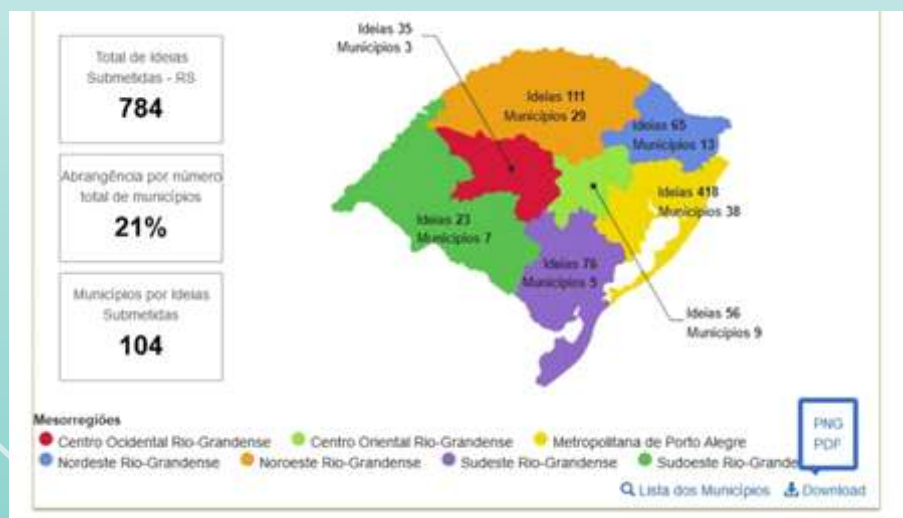 Total de Ideias
Submetidas - RS
784
Abrangência por número
total de municípios
21%
Municípios por Ideias
Submetidas
104
Ideias 35
Municípios 3
Ideias 111
Municípios 29
Ideias 65
Municípios 13
Ideias 418
Municípios 38
Ideias 23
Municípios 7
Ideias 76
Municípios 5
Ideias 56
Municípios 9
Mesorregiões
Centro Ocidental Rio-Grandense
Centro Oriental Rio-Grandense
Metropolitana de Porto Alegre
Nordeste Rio-Grandense
Noroeste Rio-Grandense
Sudeste Rio-Grandense
Sudoeste Rio-Grande
PNG
PDF
Lista dos Municípios
Download